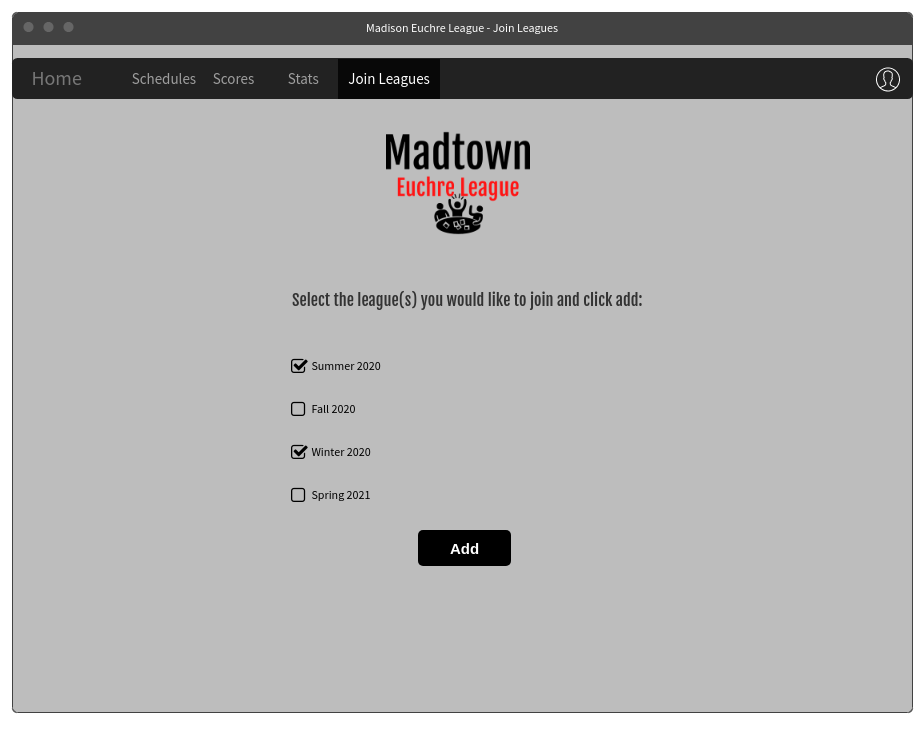 Madison Euchre League - Join Leagues
Home Schedules Scores Stats Join Leagues
Madtown
Euchre League
Select the league(s) you would like to join and click add:
Summer 2020
Fall 2020
Winter 2020
Spring 2021
Add